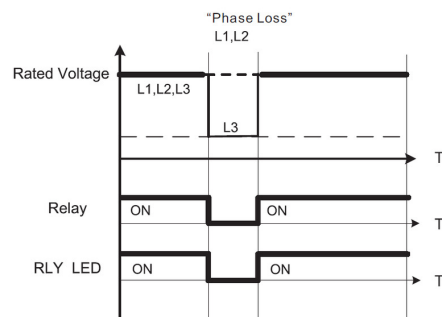 “Phase Loss”
L1,L2
Rated Voltage
L1,L2,L3
L3
T
Relay
ON
ON
T
RLY LED
ON
ON
T